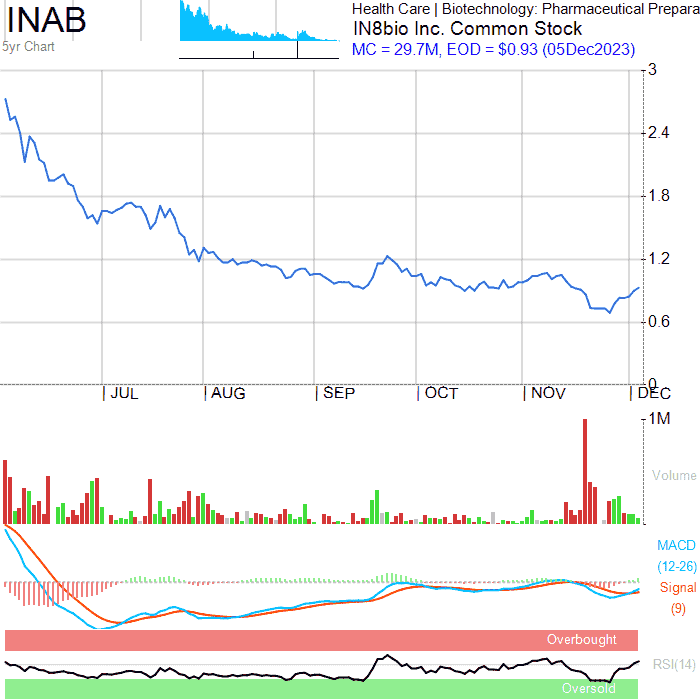 INAB
5yr Chart
Health Care | Biotechnology: Pharmaceutical Prepara
IN8bio Inc. Common Stock
MC = 29.7M, EOD = $0.93 (05Dec2023)
3
2.4
1.8
1.2
0.6
0
| JUL | AUG | SEP | OCT | NOV | DEC
1M
Volume
MACD
(12-26)
Signal
(9)
Overbought
RSI(14)
Oversold